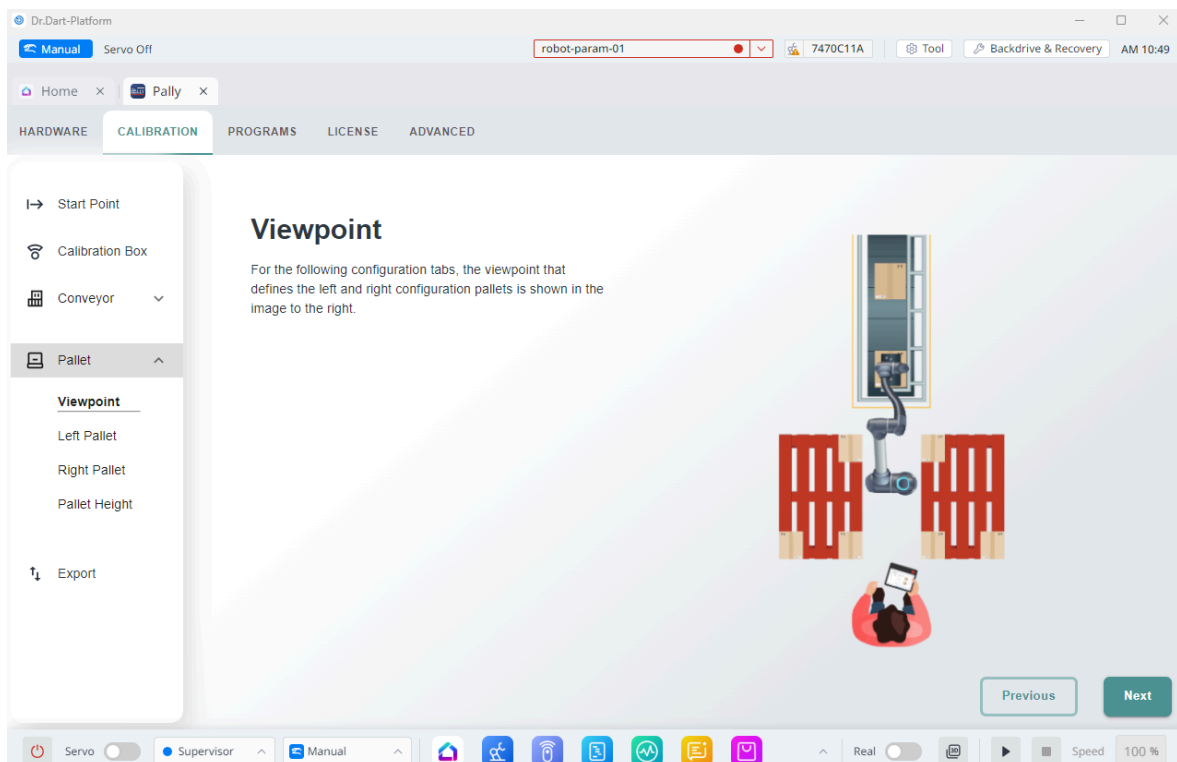 Dr.Dart-Platform
Manual Servo Off robot-param-01 7470C11A Tool Backdrive & Recovery AM 10:49
Home Pally
HARDWARE CALIBRATION PROGRAMS LICENSE ADVANCED
Start Point
Calibration Box
Conveyor
Pallet
Viewpoint
Left Pallet
Right Pallet
Pallet Height
Export
Viewpoint
For the following configuration tabs, the viewpoint that
defines the left and right configuration pallets is shown in the
image to the right.
Previous Next
Servo Supervisor Manual Real 3D Speed 100 %